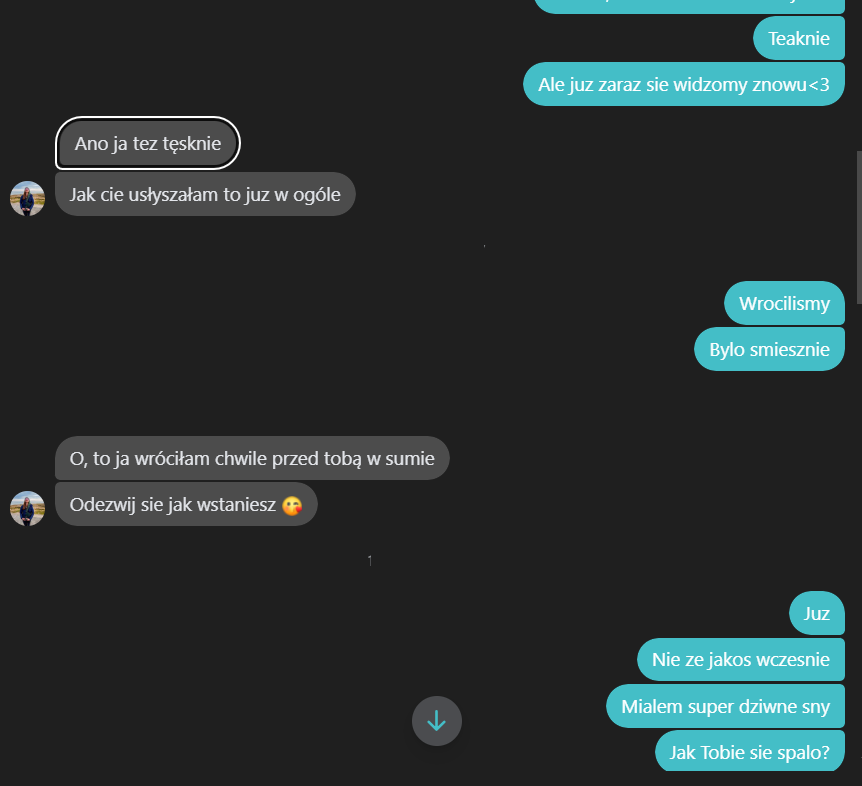 Teaknie
Ale juz zaraz sie widzomy znowu<3
Ano ja tez tęsknie
Jak cie usłyszałam to juz w ogóle
Wrocilismy
Bylo smiesznie
O, to ja wróciłam chwile przed tobą w sumie
Odezwij sie jak wstaniesz 😘
Juz
Nie ze jakos wczesnie
Mialem super dziwne sny
Jak Tobie sie spalo?